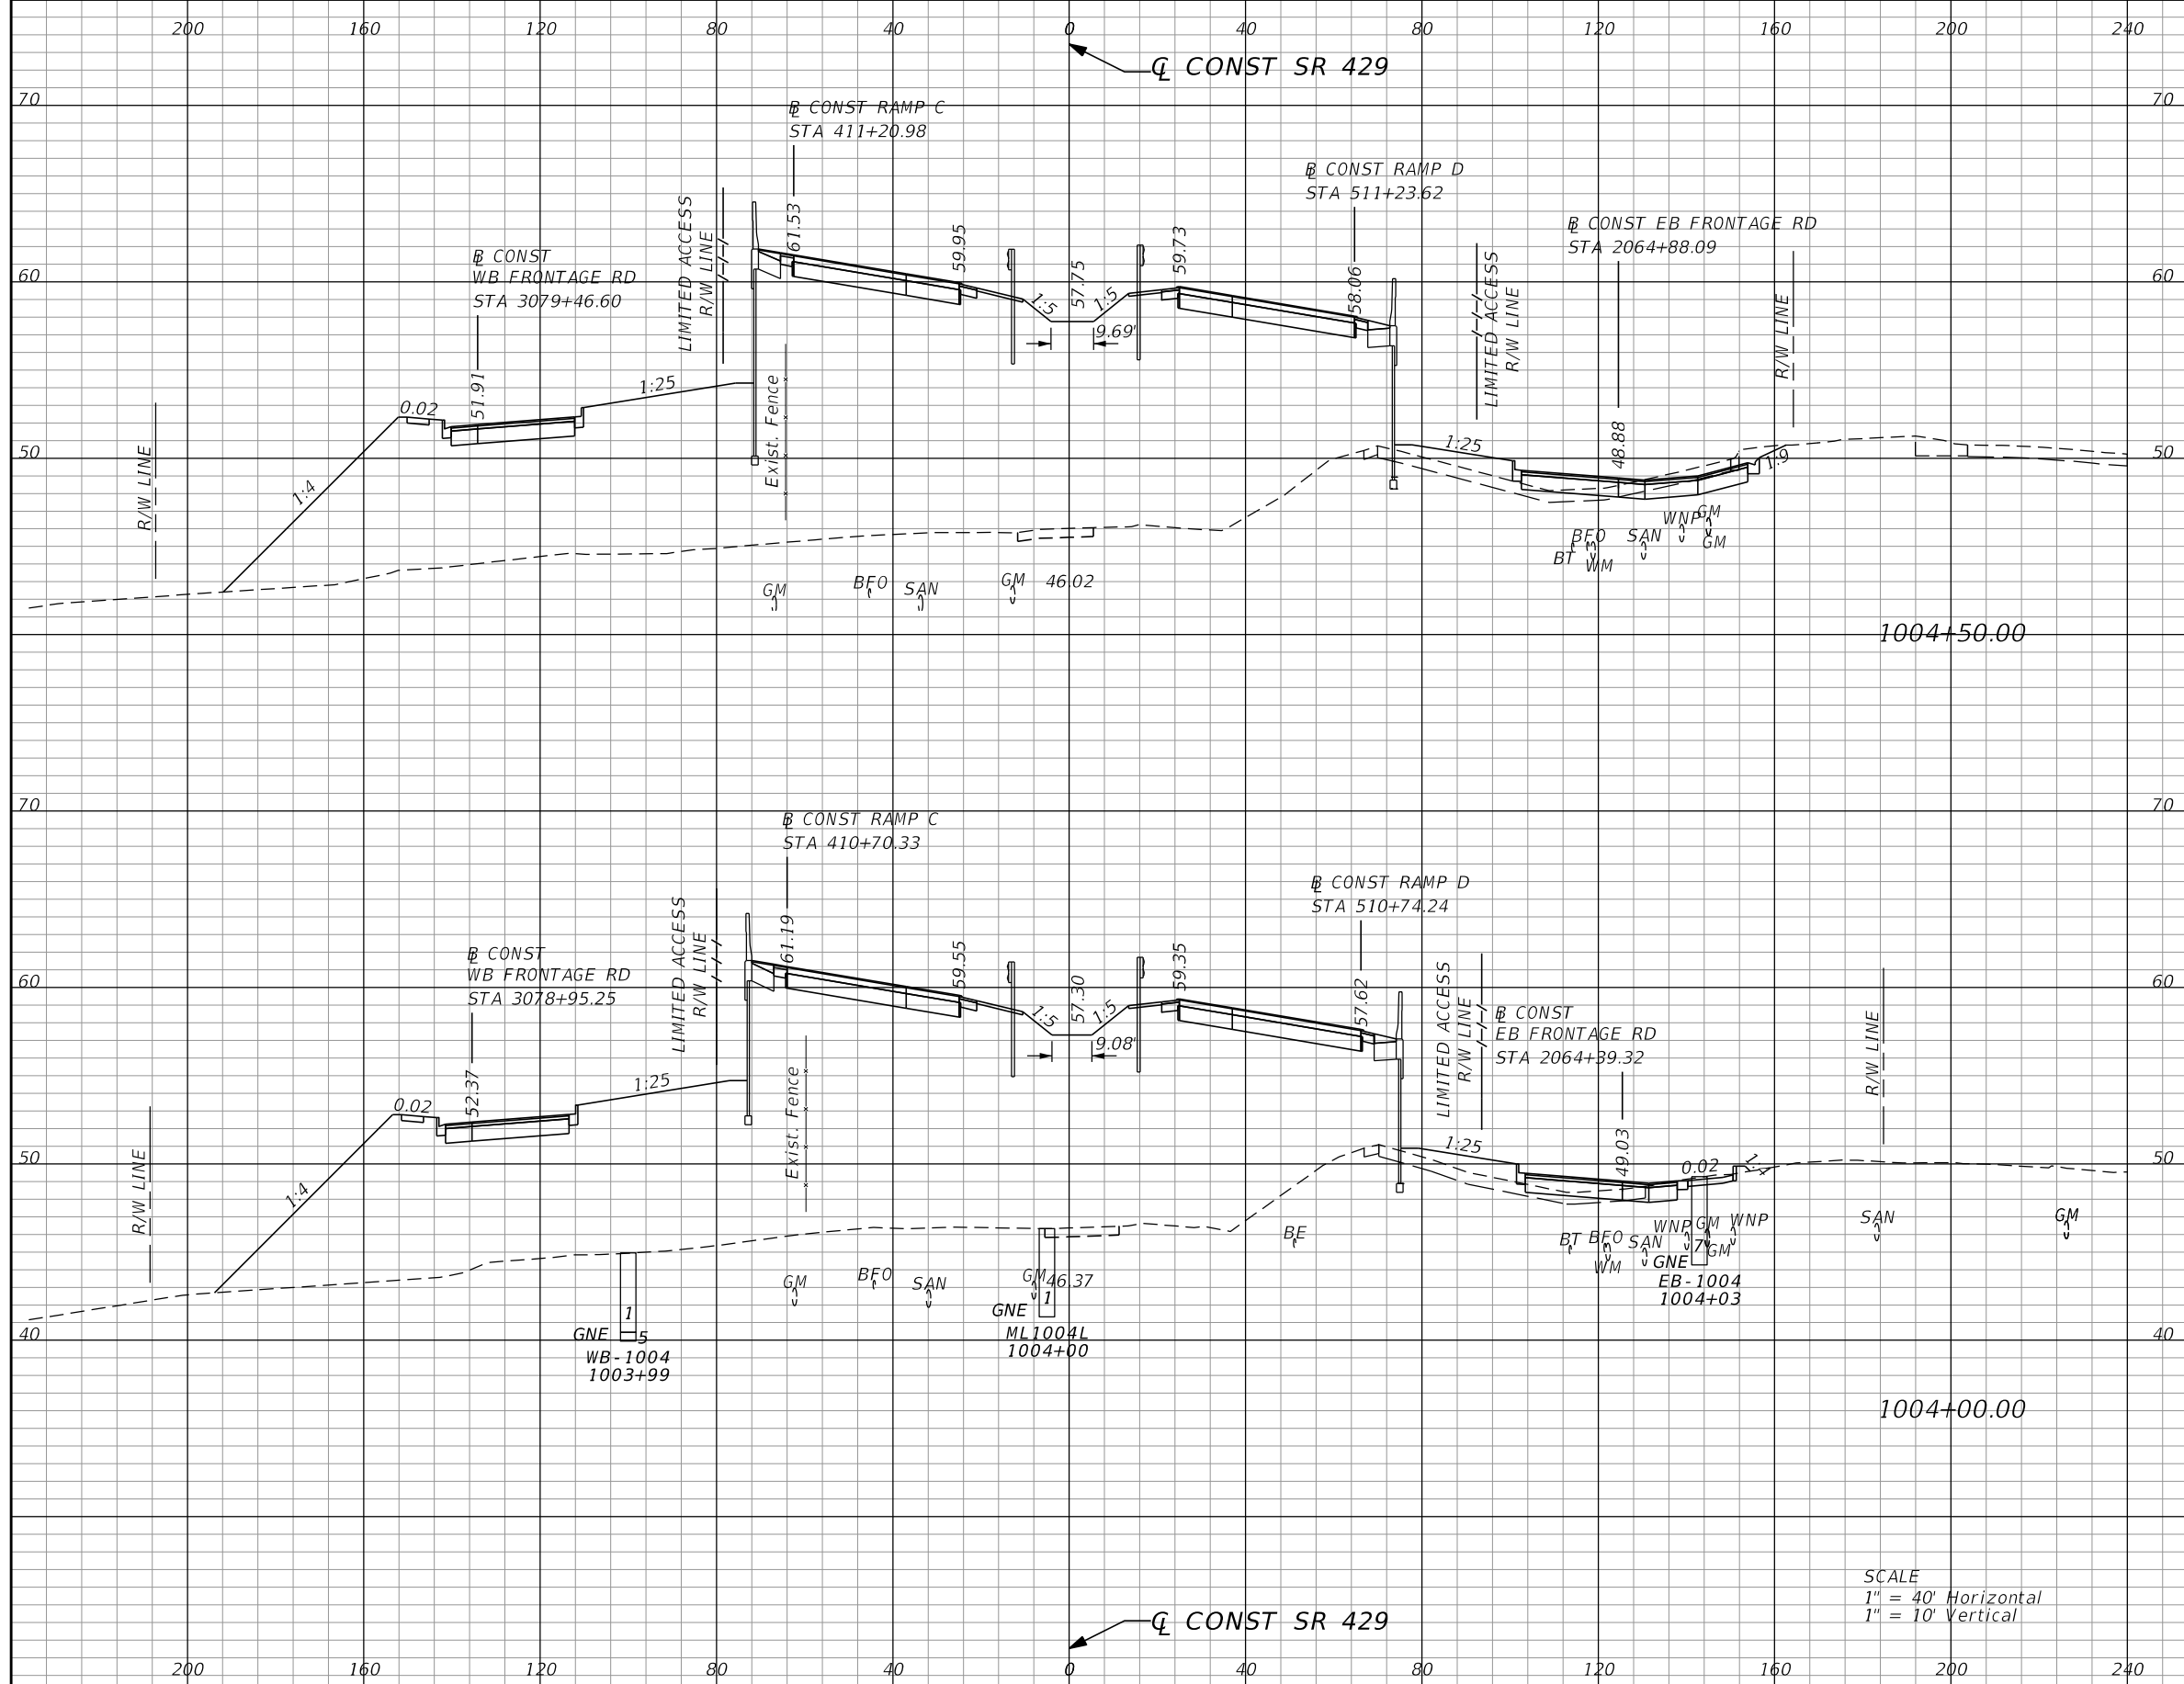 200 160 120 80 40 0 40 80 120 160 200 240
℄ CONST SR 429
70 70
℄ CONST RAMP C
STA 411+20.98
℄ CONST RAMP D
STA 511+23.62
℄ CONST EB FRONTAGE RD
STA 2064+88.09
℄ CONST
WB FRONTAGE RD
STA 3079+46.60
LIMITED ACCESS
R/W LINE
61.53
59.95
57.75
59.73
58.06
LIMITED ACCESS
R/W LINE
R/W LINE
60 60
1:5
1:5
9.69'
51.91
0.02
1:25
Exist. Fence
R/W LINE
1:4
1:25
48.88
1:9
50 50
GM
BFO
SAN
GM
46.02
BT
BFO
WM
SAN
WNP
GM
GM
1004+50.00
70 70
℄ CONST RAMP C
STA 410+70.33
℄ CONST RAMP D
STA 510+74.24
℄ CONST
WB FRONTAGE RD
STA 3078+95.25
LIMITED ACCESS
R/W LINE
61.19
59.55
57.30
59.35
57.62
LIMITED ACCESS
R/W LINE
℄ CONST
EB FRONTAGE RD
STA 2064+39.32
R/W LINE
60 60
1:5
1:5
9.08'
52.37
0.02
1:25
Exist. Fence
R/W LINE
1:4
1:25
49.03
0.02
50 50
GM
BFO
SAN
GM
46.37
BE
BT
BFO
WM
SAN
WNP
GM
GM
WNP
SAN
GM
7
GNE
EB-1004
1004+03
1
GNE
ML1004L
1004+00
1
GNE
5
WB-1004
1003+99
40 40
1004+00.00
SCALE
1" = 40' Horizontal
1" = 10' Vertical
℄ CONST SR 429
200 160 120 80 40 0 40 80 120 160 200 240